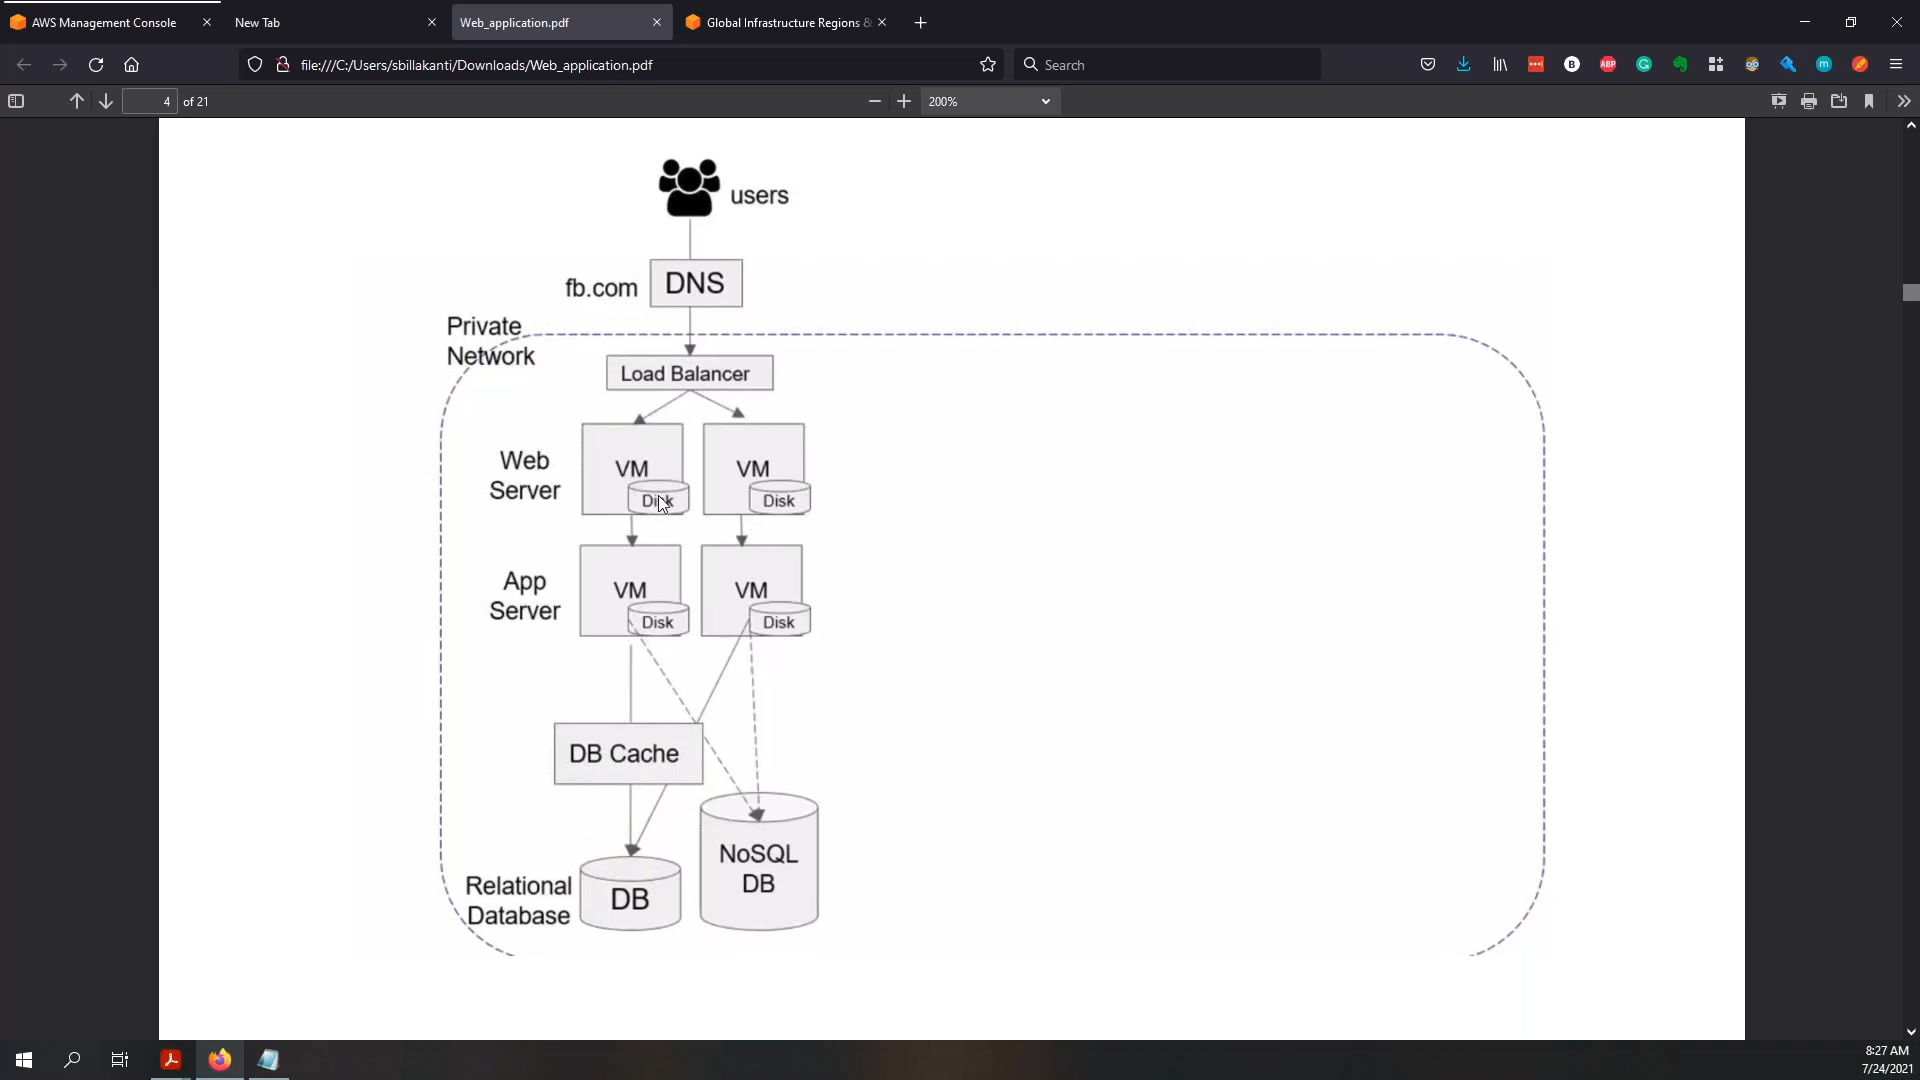 AWS Management Console
New Tab
Web_application.pdf
Global Infrastructure Regions &
file:///C:/Users/sbillakanti/Downloads/Web_application.pdf
Search
ABP
4 of 21
200%
users
fb.com
DNS
Private
Network
Load Balancer
Web
Server
VM
Disk
VM
Disk
App
Server
VM
Disk
VM
Disk
DB Cache
NoSQL
DB
Relational
Database
DB
8:27 AM
7/24/2021